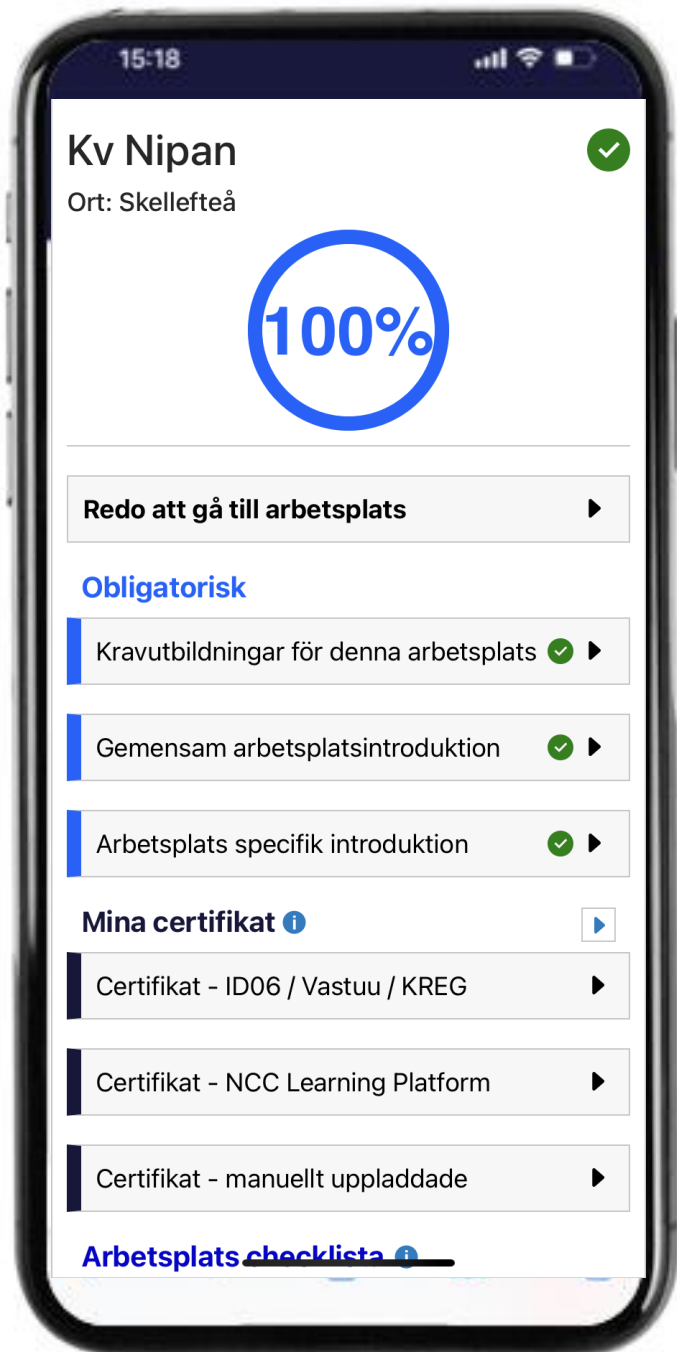 15:18
Kv Nipan
Ort: Skellefteå
100%
Redo att gå till arbetsplats
Obligatorisk
Kravutbildningar för denna arbetsplats
Gemensam arbetsplatsintroduktion
Arbetsplats specifik introduktion
Mina certifikat
Certifikat - ID06 / Vastuu / KREG
Certifikat - NCC Learning Platform
Certifikat - manuellt uppladdade
Arbetsplats checklista